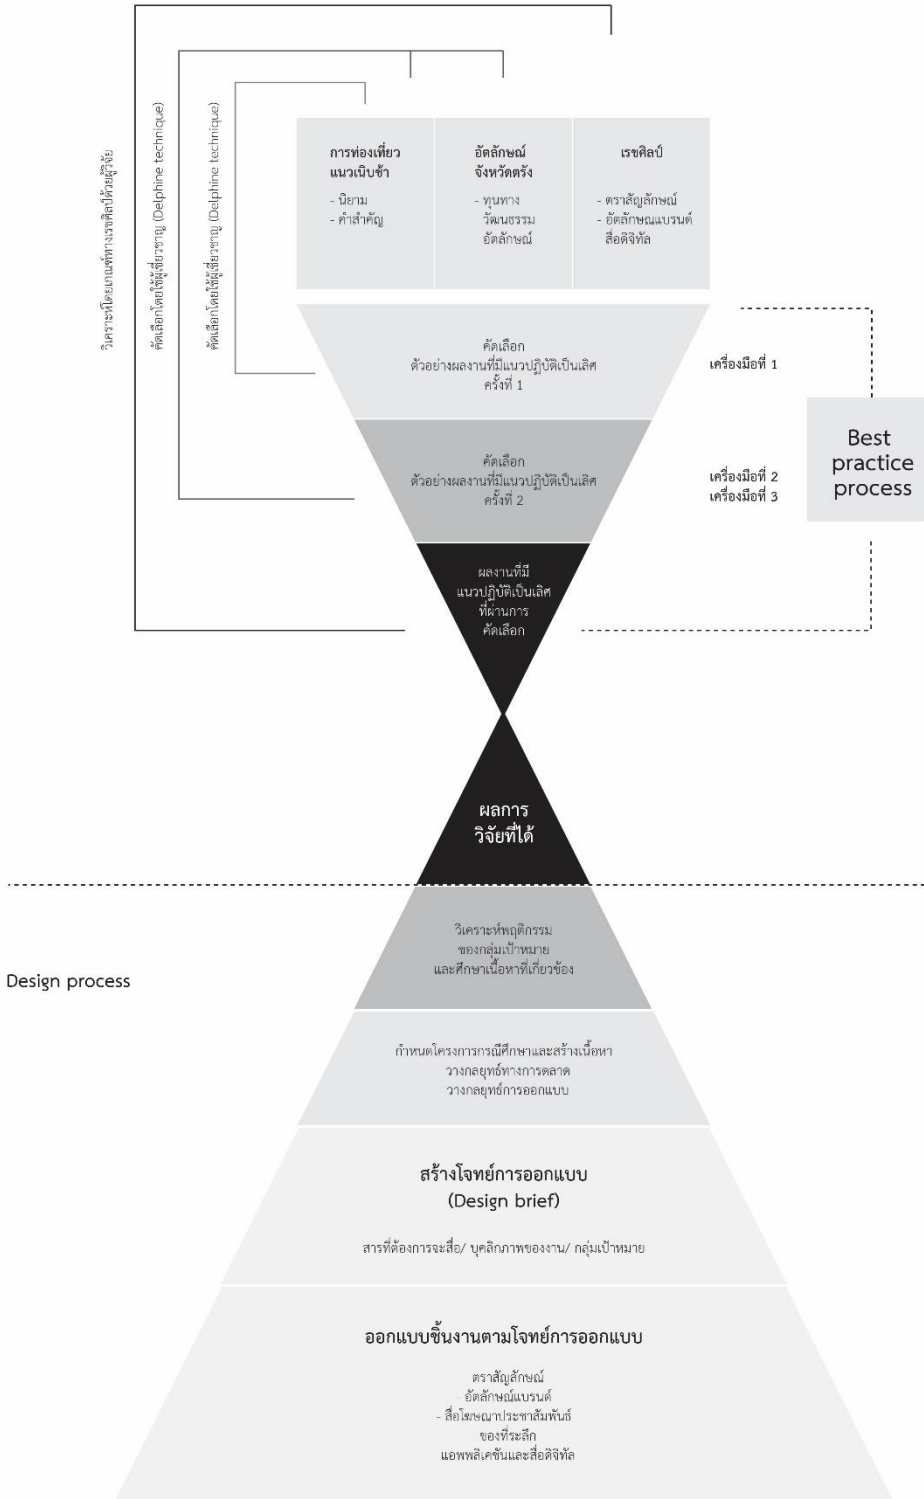 วิเคราะห์โดยเกณฑ์ทางเรขศิลป์ด้วยผู้วิจัย
คัดเลือกโดยใช้ผู้เชี่ยวชาญ (Delphine technique)
คัดเลือกโดยใช้ผู้เชี่ยวชาญ (Delphine technique)
การท่องเที่ยว
แนวเนิบช้า
- นิยาม
- คำสำคัญ
อัตลักษณ์
จังหวัดตรัง
- ทุนทาง
วัฒนธรรม
อัตลักษณ์
เรขศิลป์
- ตราสัญลักษณ์
- อัตลักษณแบรนด์
สื่อดิจิทัล
คัดเลือก
ตัวอย่างผลงานที่มีแนวปฏิบัติเป็นเลิศ
ครั้งที่ 1
เครื่องมือที่ 1
คัดเลือก
ตัวอย่างผลงานที่มีแนวปฏิบัติเป็นเลิศ
ครั้งที่ 2
เครื่องมือที่ 2
เครื่องมือที่ 3
Best
practice
process
ผลงานที่มี
แนวปฏิบัติเป็นเลิศ
ที่ผ่านการ
คัดเลือก
ผลการ
วิจัยที่ได้
Design process
วิเคราะห์พฤติกรรม
ของกลุ่มเป้าหมาย
และศึกษาเนื้อหาที่เกี่ยวข้อง
กำหนดโครงการกรณีศึกษาและสร้างเนื้อหา
วางกลยุทธ์ทางการตลาด
วางกลยุทธ์การออกแบบ
สร้างโจทย์การออกแบบ
(Design brief)
สารที่ต้องการจะสื่อ/ บุคลิกภาพของงาน/ กลุ่มเป้าหมาย
ออกแบบชิ้นงานตามโจทย์การออกแบบ
ตราสัญลักษณ์
- อัตลักษณ์แบรนด์
- สื่อโฆษณาประชาสัมพันธ์
ของที่ระลึก
แอพพลิเคชันและสื่อดิจิทัล